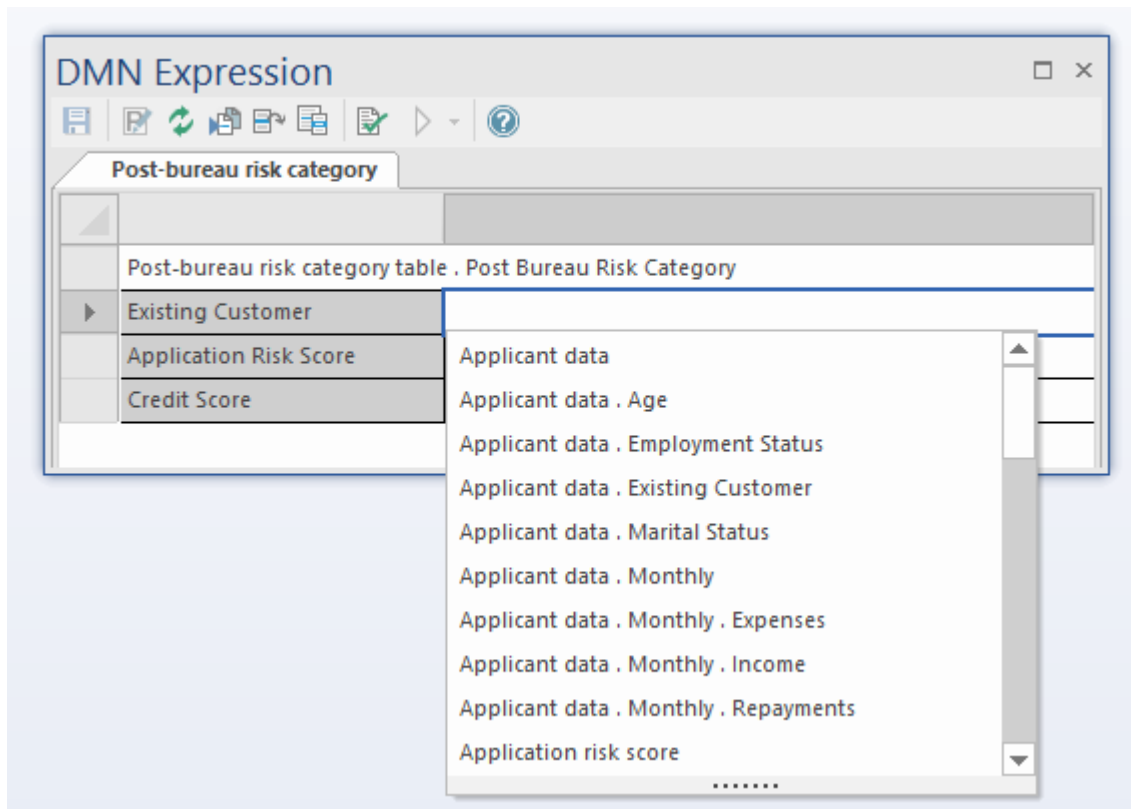 DMN Expression
Post-bureau risk category
Post-bureau risk category table . Post Bureau Risk Category
Existing Customer
Application Risk Score
Credit Score
Applicant data
Applicant data . Age
Applicant data . Employment Status
Applicant data . Existing Customer
Applicant data . Marital Status
Applicant data . Monthly
Applicant data . Monthly . Expenses
Applicant data . Monthly . Income
Applicant data . Monthly . Repayments
Application risk score